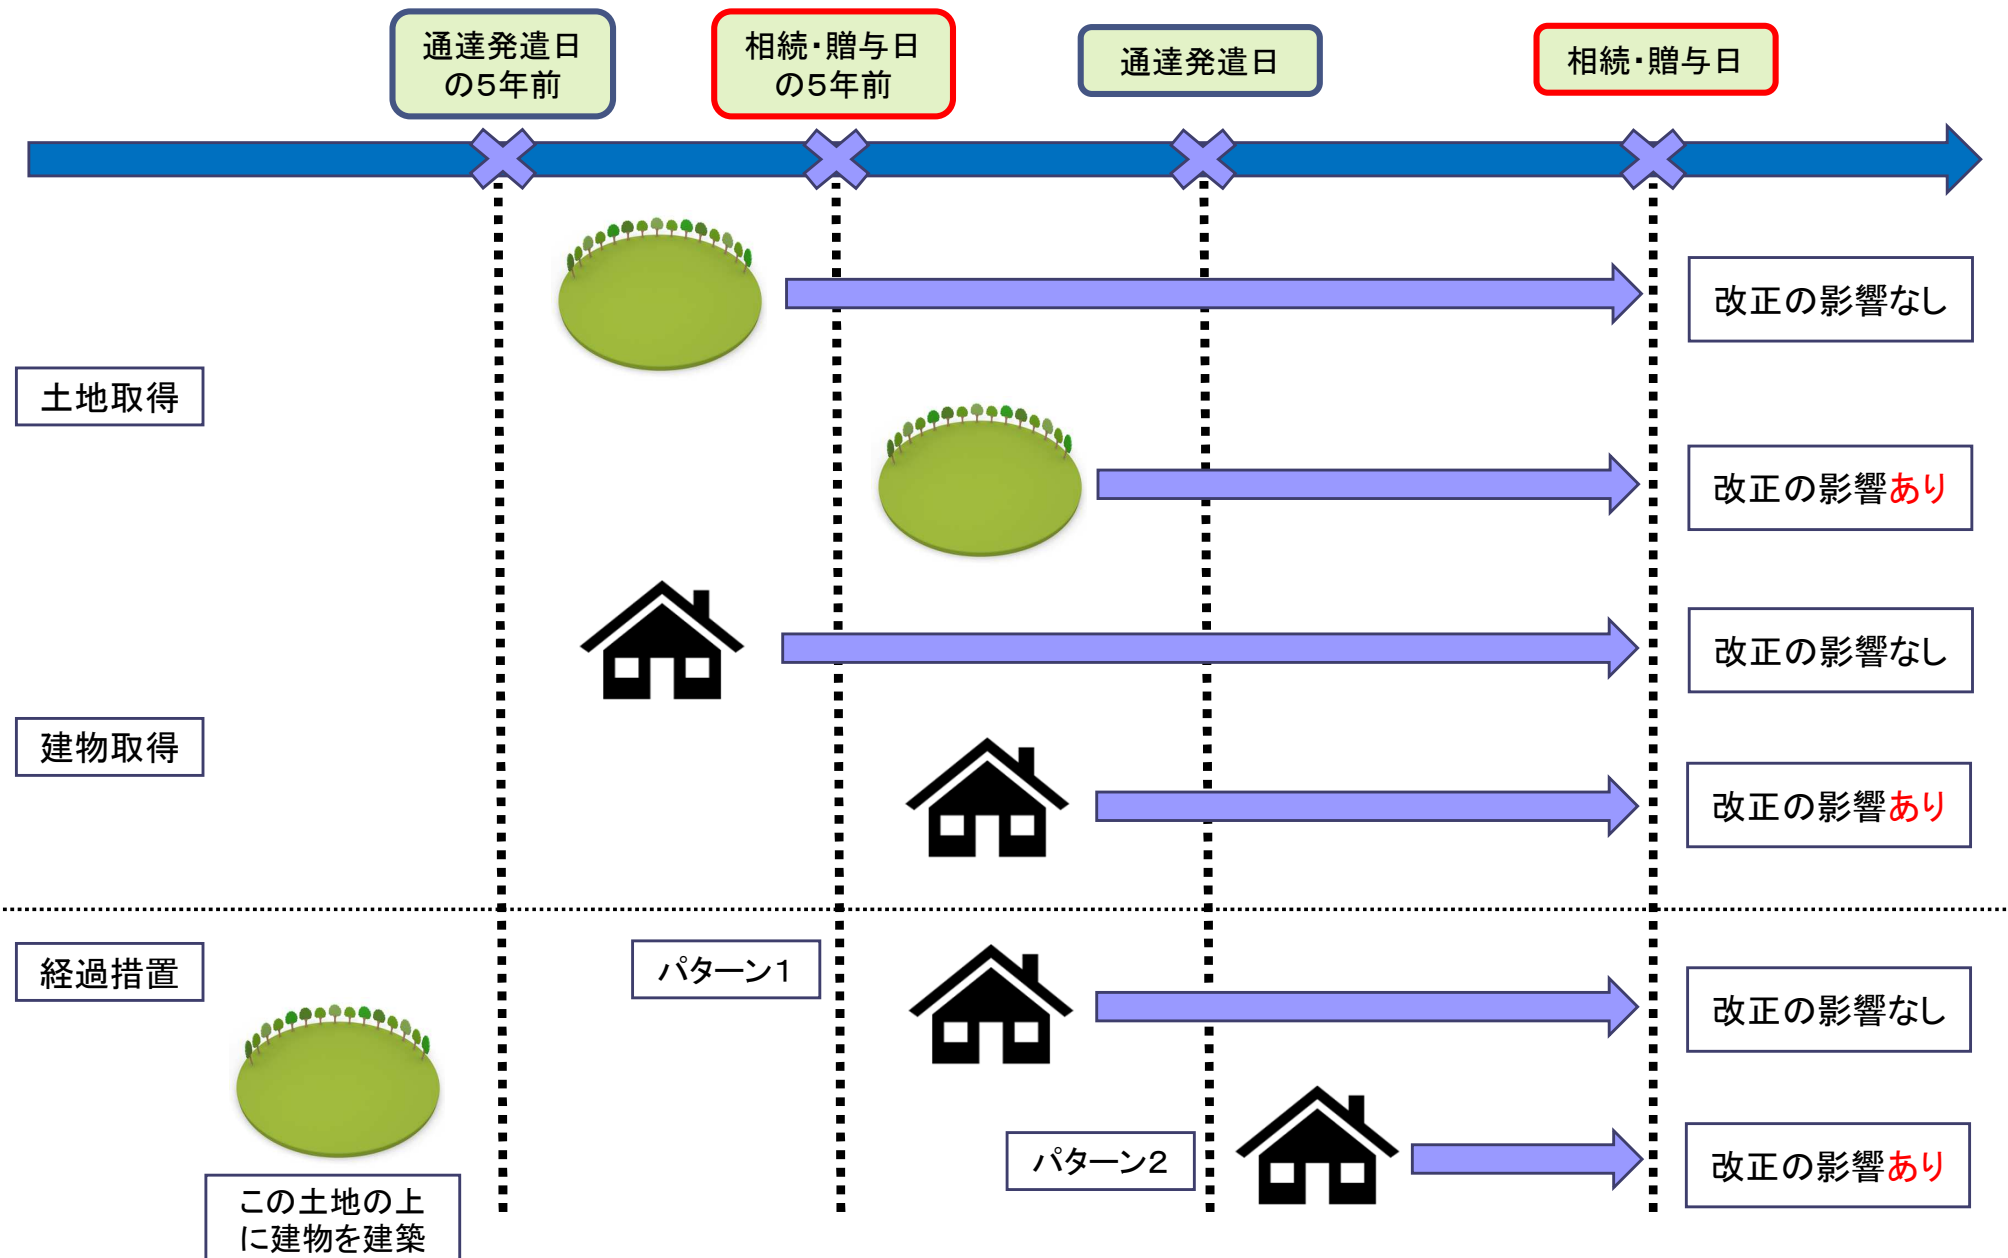 通達発遣日
の5年前
相続・贈与日
の5年前
通達発遣日
相続・贈与日
改正の影響なし
土地取得
改正の影響あり
改正の影響なし
建物取得
改正の影響あり
経過措置
パターン1
改正の影響なし
パターン2
改正の影響あり
この土地の上
に建物を建築